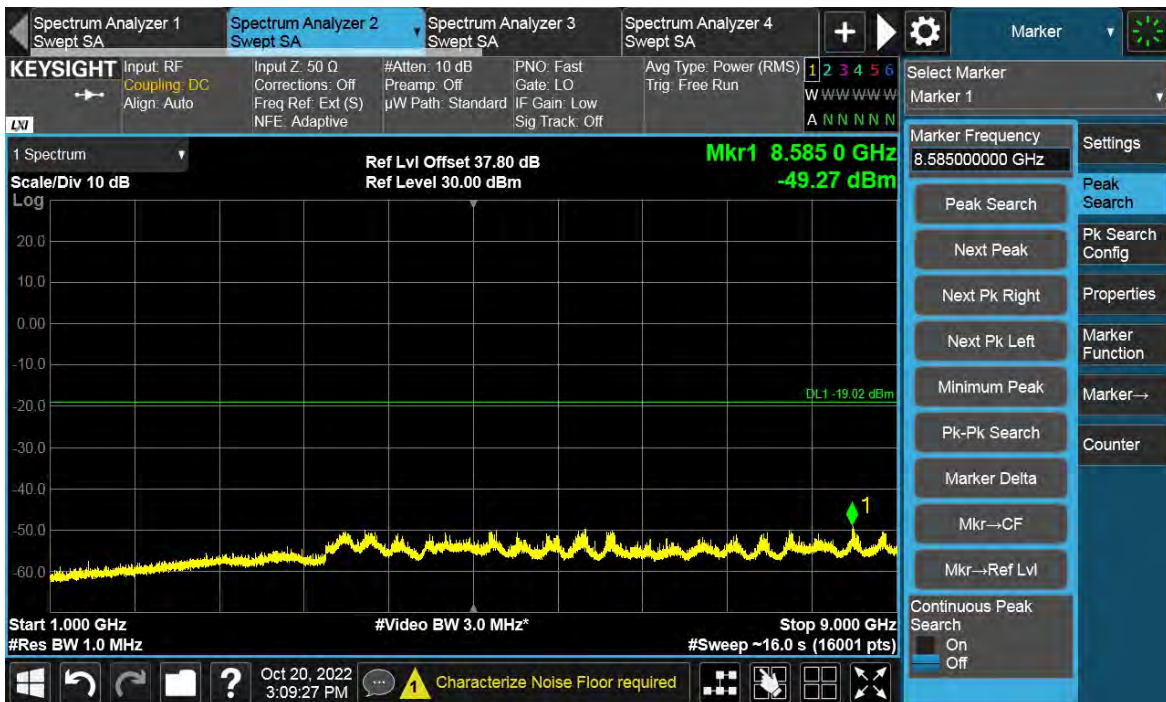 Spectrum Analyzer 1
Swept SA
Spectrum Analyzer 2
Swept SA
Spectrum Analyzer 3
Swept SA
Spectrum Analyzer 4
Swept SA
+
Marker
KEYSIGHT
LXI
Input: RF
Coupling: DC
Align: Auto
Input Z: 50 Ω
Corrections: Off
Freq Ref: Ext (S)
NFE: Adaptive
#Atten: 10 dB
Preamp: Off
µW Path: Standard
PNO: Fast
Gate: LO
IF Gain: Low
Sig Track: Off
Avg Type: Power (RMS)
Trig: Free Run
1 2 3 4 5 6
W W W W W W
A N N N N N
Select Marker
Marker 1
1 Spectrum
Scale/Div 10 dB
Log
Ref Lvl Offset 37.80 dB
Ref Level 30.00 dBm
Mkr1 8.585 0 GHz
-49.27 dBm
20.0
10.0
0.00
-10.0
-20.0
-30.0
-40.0
-50.0
-60.0
DL1 -19.02 dBm
1
Start 1.000 GHz
#Res BW 1.0 MHz
#Video BW 3.0 MHz*
Stop 9.000 GHz
#Sweep ~16.0 s (16001 pts)
Marker Frequency
8.585000000 GHz
Peak Search
Next Peak
Next Pk Right
Next Pk Left
Minimum Peak
Pk-Pk Search
Marker Delta
Mkr→CF
Mkr→Ref Lvl
Continuous Peak
Search
On
Off
Settings
Peak
Search
Pk Search
Config
Properties
Marker
Function
Marker→
Counter
?
Oct 20, 2022
3:09:27 PM
1
Characterize Noise Floor required